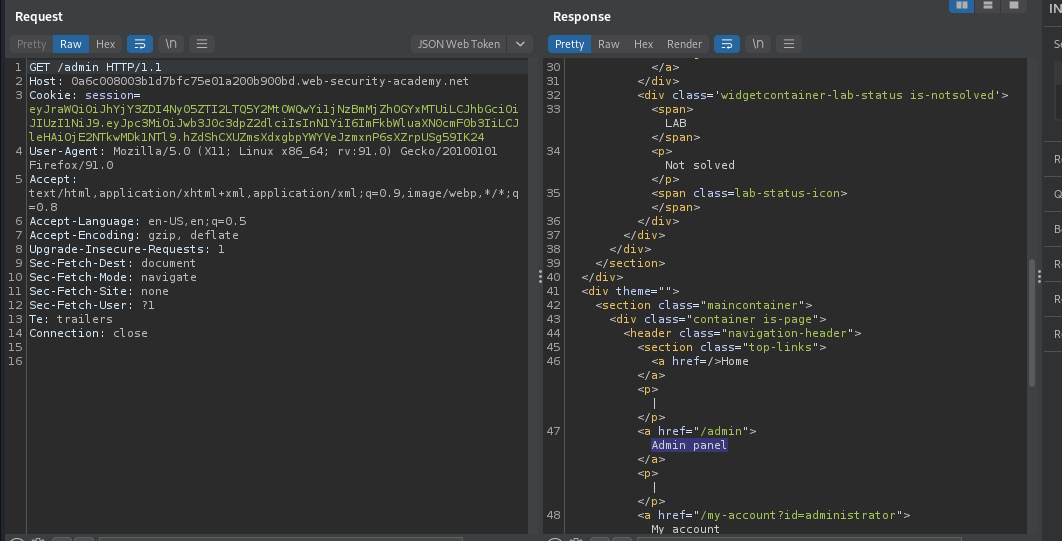 Request
Pretty Raw Hex \n JSON Web Token
1 GET /admin HTTP/1.1
2 Host: 0a6c008003b1d7bfc75e01a200b900bd.web-security-academy.net
3 Cookie: session=
4 User-Agent: Mozilla/5.0 (X11; Linux x86_64; rv:91.0) Gecko/20100101
Firefox/91.0
5 Accept:
text/html,application/xhtml+xml,application/xml;q=0.9,image/webp,*/*;q
=0.8
6 Accept-Language: en-US,en;q=0.5
7 Accept-Encoding: gzip, deflate
8 Upgrade-Insecure-Requests: 1
9 Sec-Fetch-Dest: document
10 Sec-Fetch-Mode: navigate
11 Sec-Fetch-Site: none
12 Sec-Fetch-User: ?1
13 Te: trailers
14 Connection: close
15
16
Response
Pretty Raw Hex Render \n
30 </a>
31 </div>
32 <div class='widgetcontainer-lab-status is-notsolved'>
33 <span>
LAB
</span>
34 <p>
Not solved
</p>
35 <span class=lab-status-icon>
</span>
36 </div>
37 </div>
38 </div>
39 </section>
40 </div>
41 <div theme="">
42 <section class="maincontainer">
43 <div class="container is-page">
44 <header class="navigation-header">
45 <section class="top-links">
46 <a href=/>Home
</a>
<p>
|
</p>
47 <a href="/admin">
Admin panel
</a>
<p>
|
</p>
48 <a href="/my-account?id=administrator">
My account